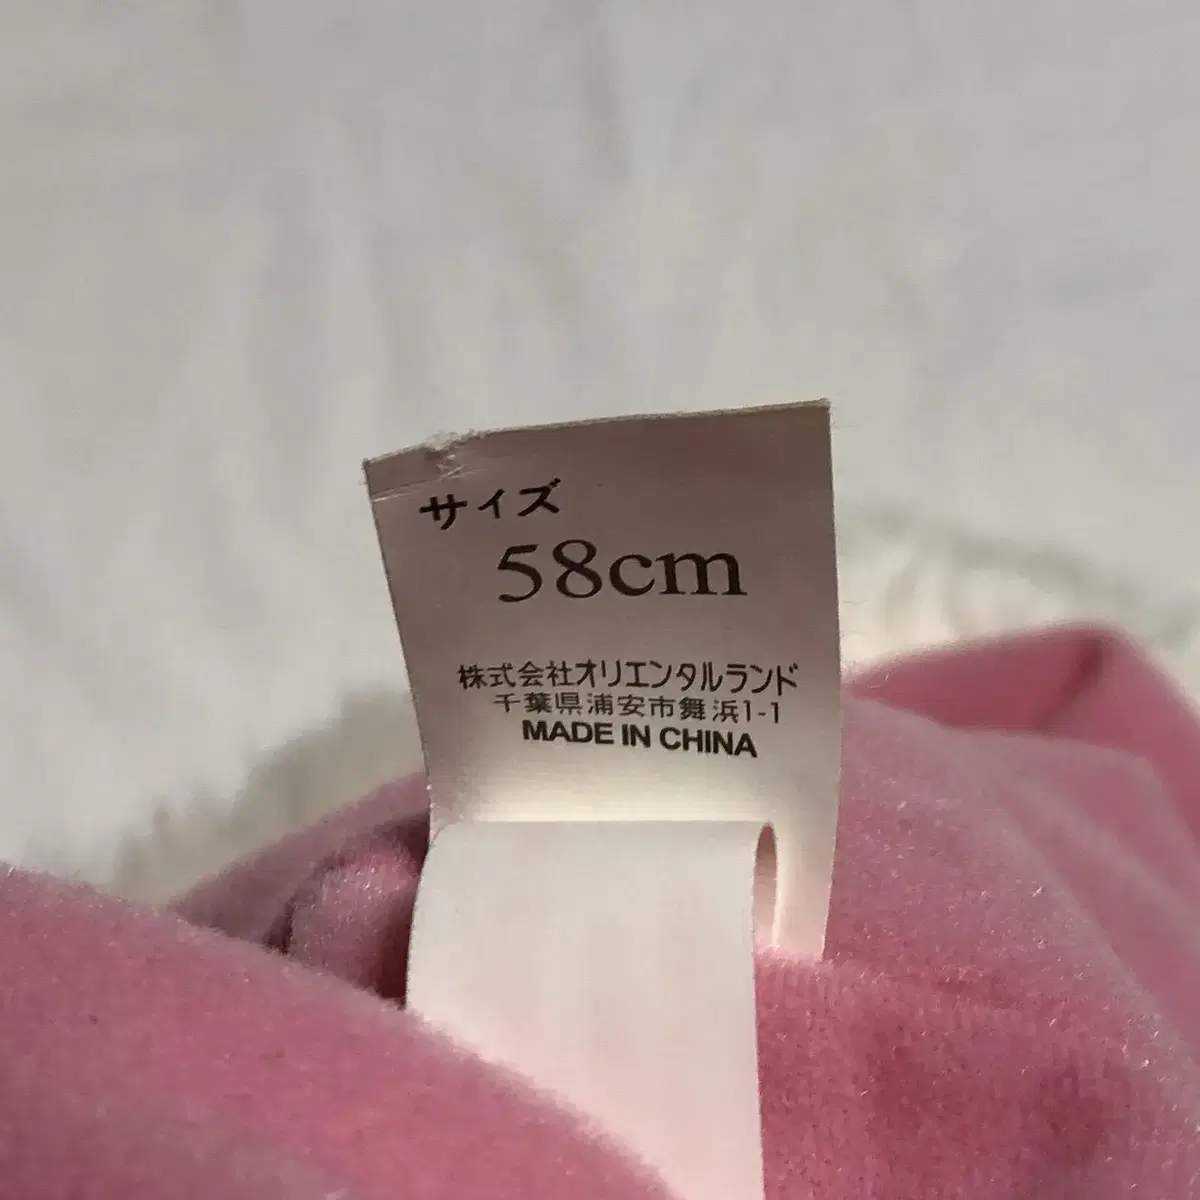 サイズ
58cm
株式会社オリエンタルランド
千葉県浦安市舞浜1-1
MADE IN CHINA